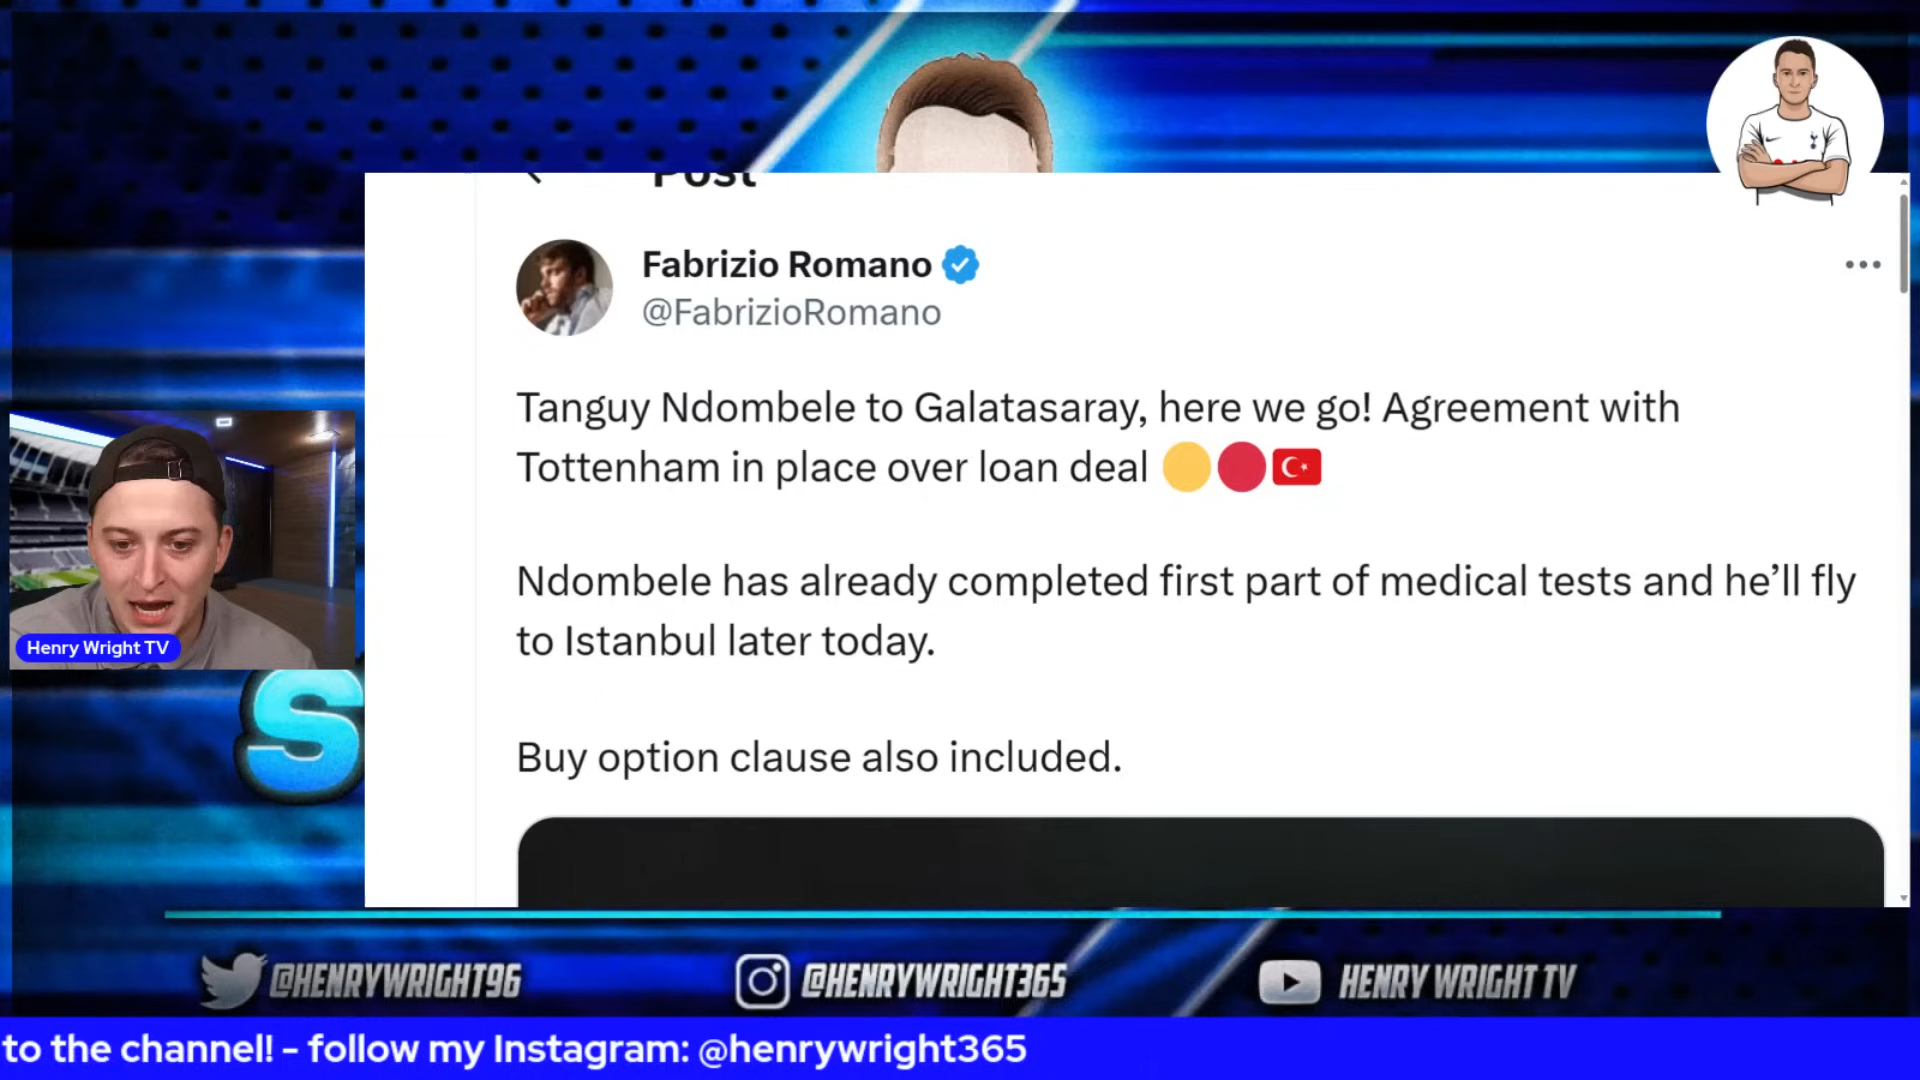 Post
Fabrizio Romano
@FabrizioRomano
Tanguy Ndombele to Galatasaray, here we go! Agreement with
Tottenham in place over loan deal
Ndombele has already completed first part of medical tests and he’ll fly
to Istanbul later today.
Buy option clause also included.
Henry Wright TV
S
@HENRYWRIGHT96
@HENRYWRIGHT365
HENRY WRIGHT TV
to the channel! - follow my Instagram: @henrywright365